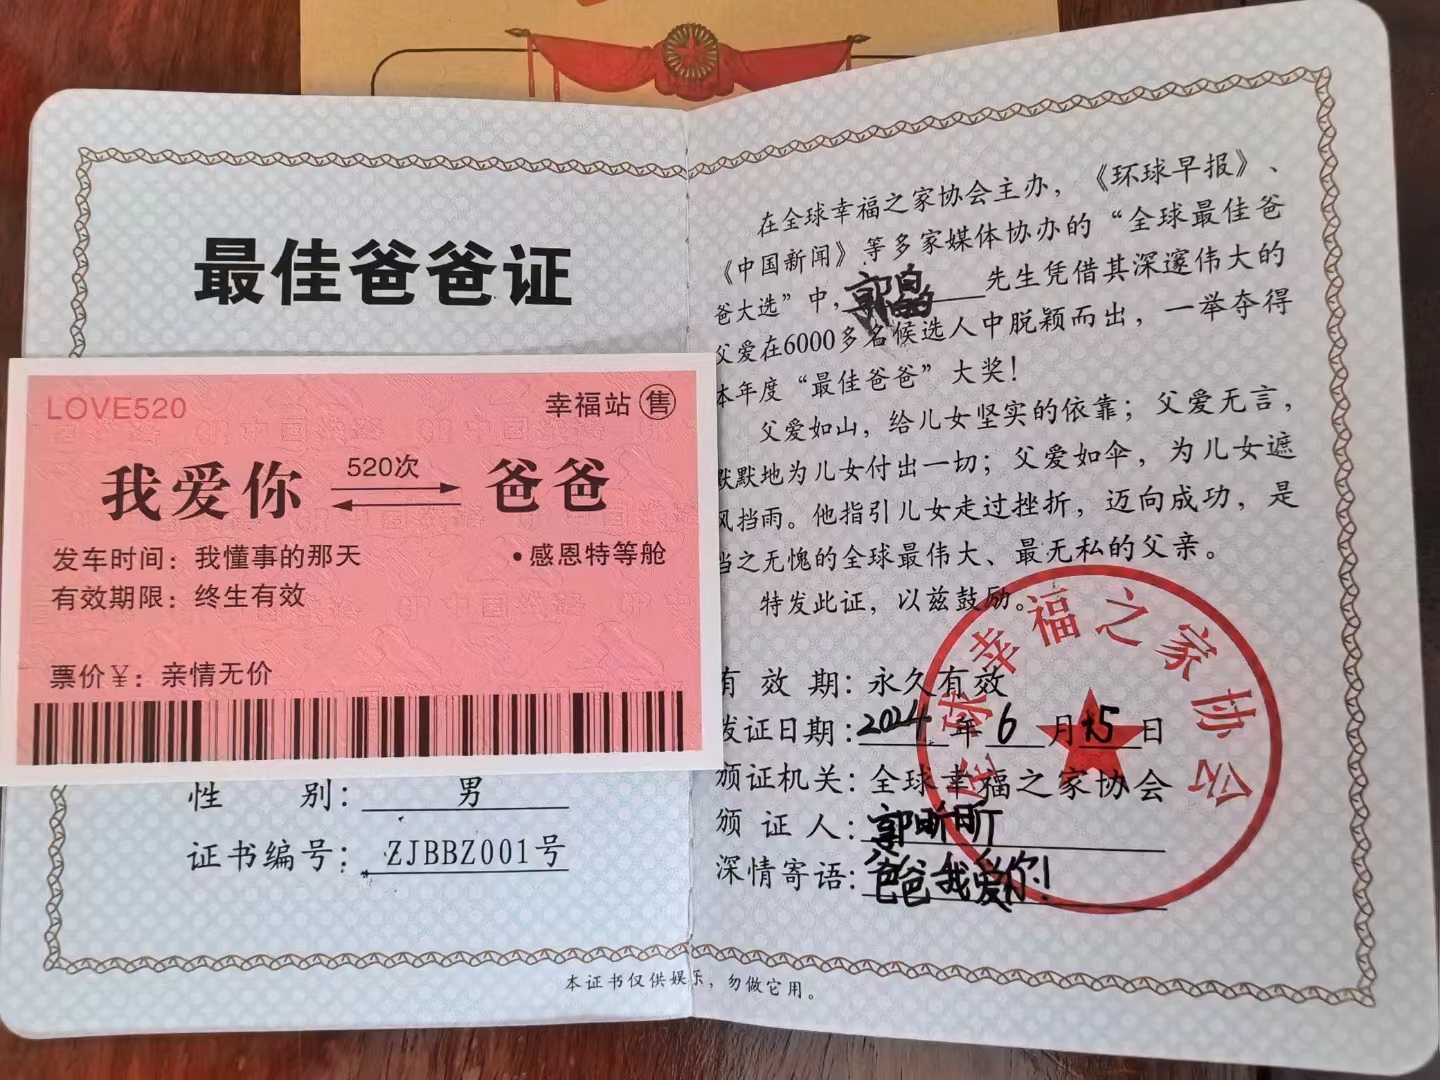 最佳爸爸证
LOVE520
幸福站 售
我爱你 520次 爸爸
发车时间：我懂事的那天
•感恩特等舱
有效期限：终生有效
票价￥：亲情无价
性 别：男
证书编号：ZJBBZ001号
在全球幸福之家协会主办，《环球早报》、
《中国新闻》等多家媒体协办的“全球最佳爸
爸大选”中，郭 先生凭借其深邃伟大的
父爱在6000多名候选人中脱颖而出，一举夺得
本年度“最佳爸爸”大奖！
父爱如山，给儿女坚实的依靠；父爱无言，
默默地为儿女付出一切；父爱如伞，为儿女遮
风挡雨。他指引儿女走过挫折，迈向成功，是
当之无愧的全球最伟大、最无私的父亲。
特发此证，以兹鼓励。
有 效 期：永久有效
发证日期：2024年6月15日
颁证机关：全球幸福之家协会
颁 证 人：郭昕昕
深情寄语：爸爸我爱你！
全球幸福之家协会
本证书仅供娱乐，勿做它用。